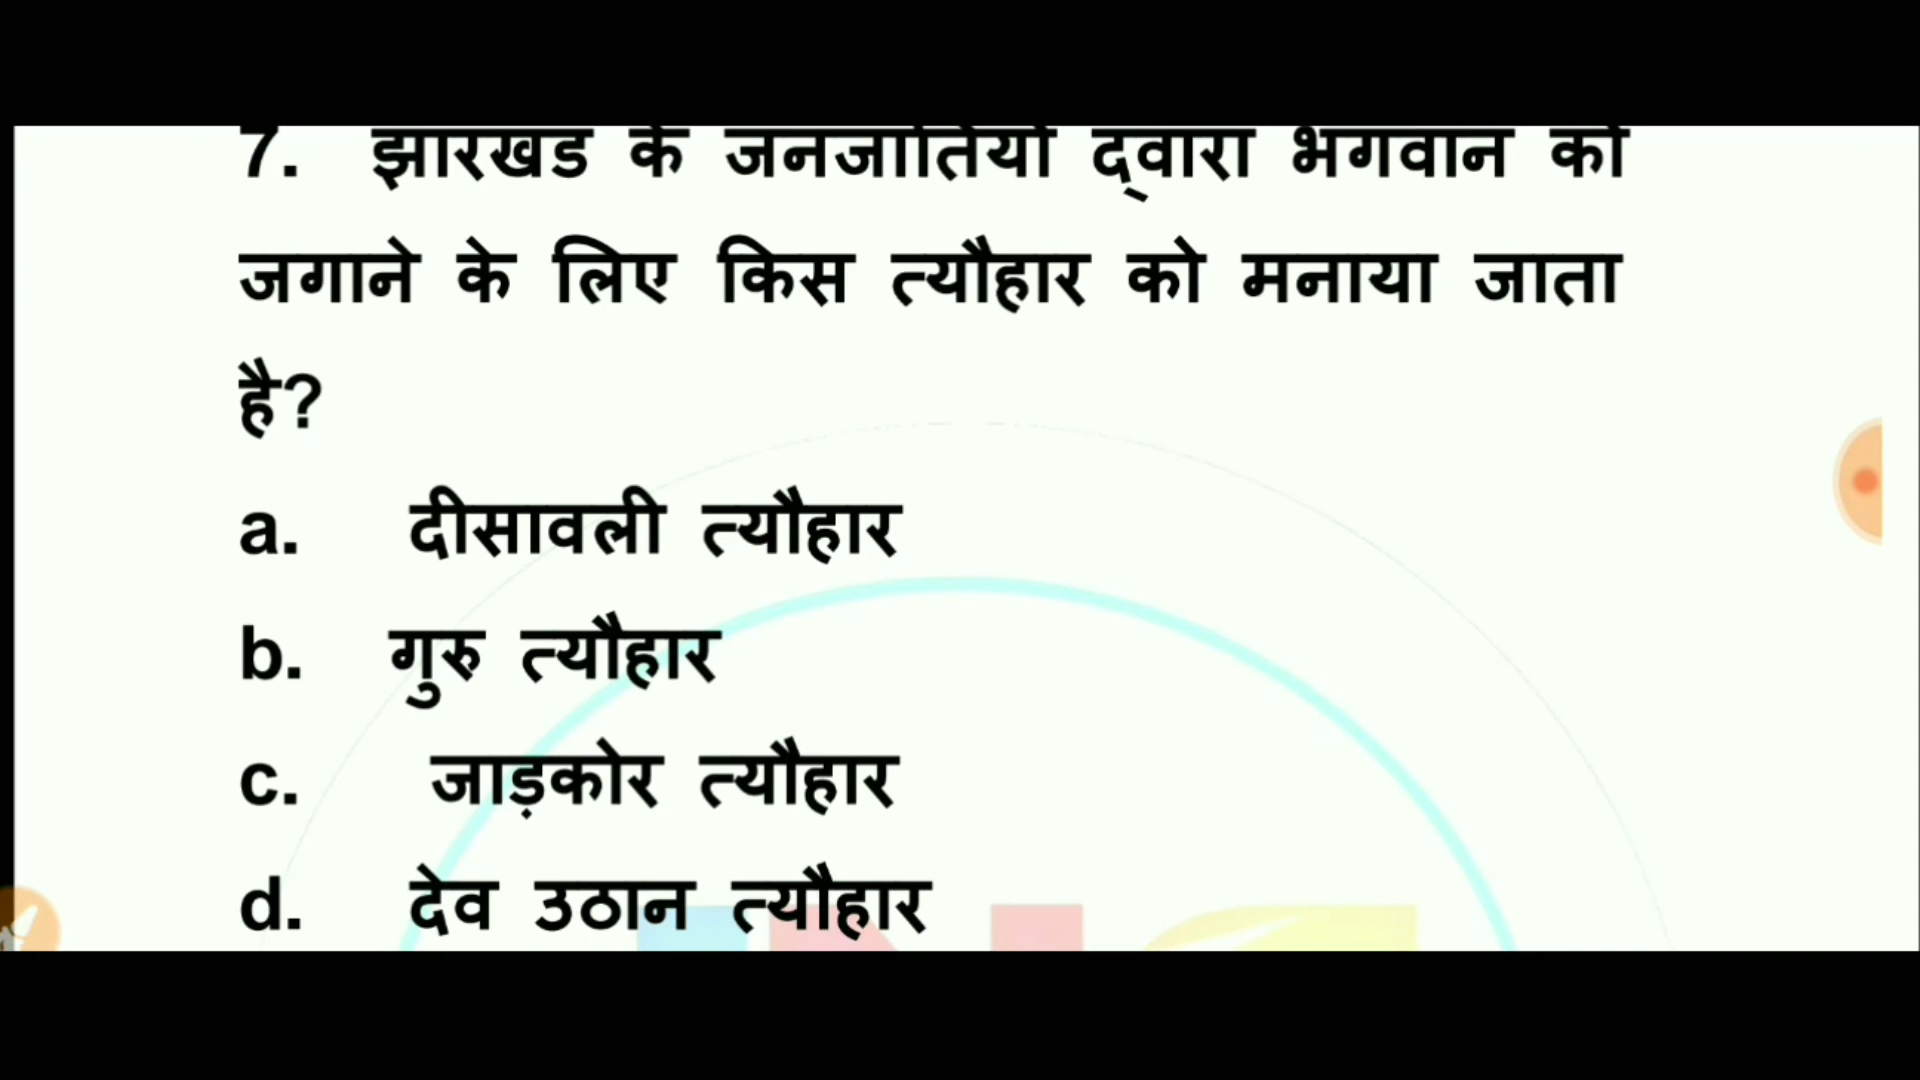 7. झारखंड के जनजातियों द्वारा भगवान को
जगाने के लिए किस त्यौहार को मनाया जाता
है?
a. दीसावली त्यौहार
b. गुरु त्यौहार
c. जाड़कोर त्यौहार
d. देव उठान त्यौहार